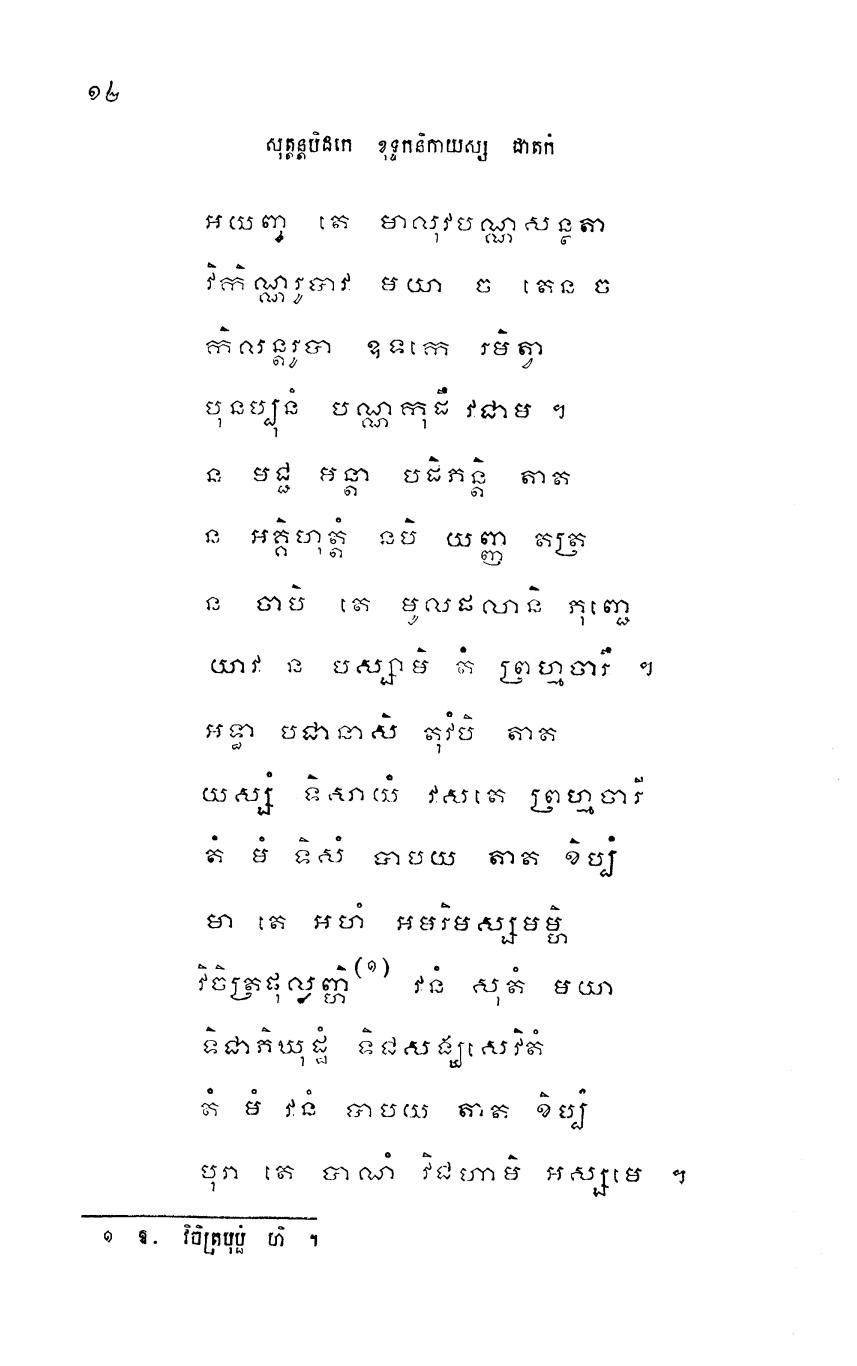 ១៤
សុត្តន្តបិដកេ ខុទ្ទកនិកាយស្ស ជាតកំ
អយញ្ច តេ មាលុវបណ្ណសន្ថតា
វិកិណ្ណរូបាវ មយា ច តេន ច
កិលន្តរូបា ឧទកេ រមិត្វា
បុនប្បុនំ បណ្ណកុដឹ វជាម ។
ន មជ្ជ មន្តា បដិភន្តិ តាត
ន អគ្គិហុត្តំ នបិ យញ្ញ តត្រ
ន ចាបិ តេ មូលផលានិ ភុញ្ជេ
យាវ ន បស្សាមិ តំ ព្រហ្មចារឹ ។
អទ្ធា បជានាសិ តុវំបិ តាត
យស្សំ ទិសាយំ វសតេ ព្រហ្មចារី
តំ មំ ទិសំ បាបយ តាត ខិប្បំ
មា តេ អហំ អមរិមស្សមម្ហិ
វិចិត្រផុល្លញ្ហិ(១) វនំ សុតំ មយា
ទិជាភិឃុដ្ឋំ ទិជសង្ឃសេវិតំ
តំ មំ វនំ បាបយ តាត ខិប្បំ
បុរា តេ បាណំ វិជហាមិ អស្សមេ ។
១ ឱ. វិចិត្របុប្ផំ ហិ ។